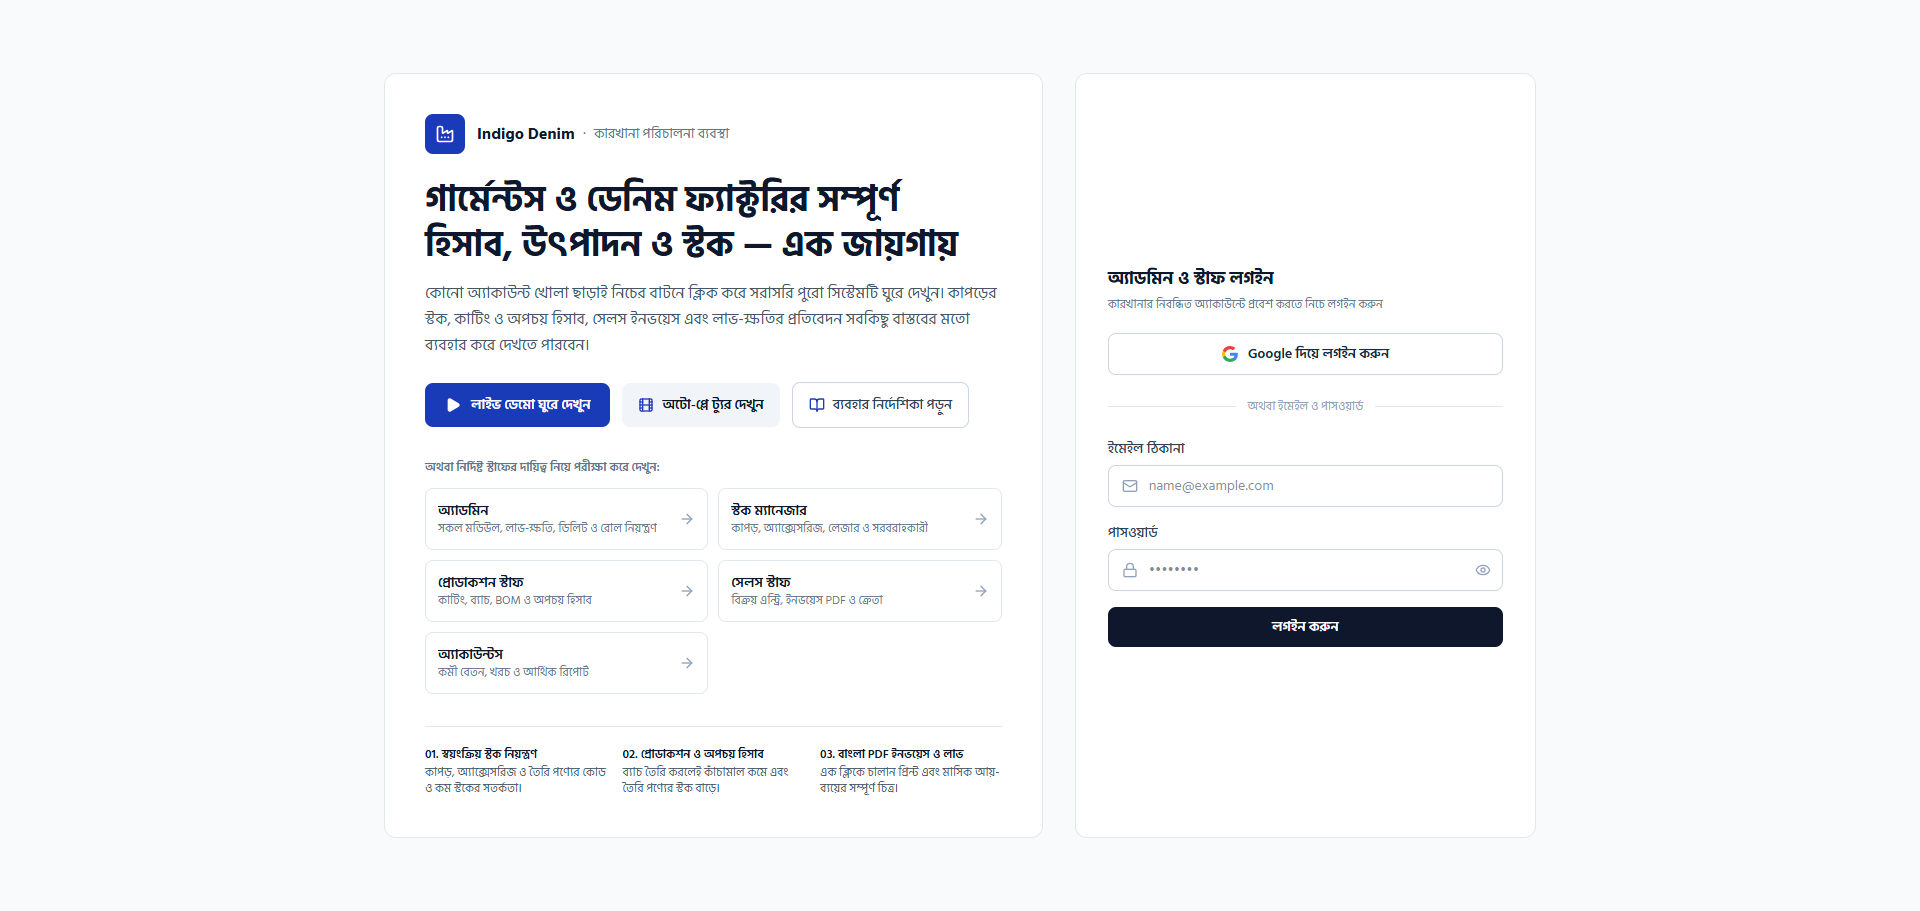 Indigo Denim · কারখানা পরিচালনা ব্যবস্থা
গার্মেন্টস ও ডেনিম ফ্যাক্টরির সম্পূর্ণ
হিসাব, উৎপাদন ও স্টক — এক জায়গায়
কোনো অ্যাকাউন্ট খোলা ছাড়াই নিচের বাটনে ক্লিক করে সরাসরি পুরো সিস্টেমটি ঘুরে দেখুন। কাপড়ের
স্টক, কাটিং ও অপচয় হিসাব, সেলস ইনভয়েস এবং লাভ-ক্ষতির প্রতিবেদন সবকিছু বাস্তবের মতো
ব্যবহার করে দেখতে পারবেন।
লাইভ ডেমো ঘুরে দেখুন
অটো-প্লে ট্যুর দেখুন
ব্যবহার নির্দেশিকা পড়ুন
অথবা নির্দিষ্ট স্টাফের দায়িত্ব নিয়ে পরীক্ষা করে দেখুন:
অ্যাডমিন
সকল মডিউল, লাভ-ক্ষতি, ডিলিট ও রোল নিয়ন্ত্রণ
স্টক ম্যানেজার
কাপড়, অ্যাক্সেসরিজ, লেজার ও সরবরাহকারী
প্রোডাকশন স্টাফ
কাটিং, ব্যাচ, BOM ও অপচয় হিসাব
সেলস স্টাফ
বিক্রয় এন্ট্রি, ইনভয়েস PDF ও ক্রেতা
অ্যাকাউন্টস
কর্মী বেতন, খরচ ও আর্থিক রিপোর্ট
01. স্বয়ংক্রিয় স্টক নিয়ন্ত্রণ
কাপড়, অ্যাক্সেসরিজ ও তৈরি পণ্যের কোড
ও কম স্টকের সতর্কতা।
02. প্রোডাকশন ও অপচয় হিসাব
ব্যাচ তৈরি করলেই কাঁচামাল কমে এবং
তৈরি পণ্যের স্টক বাড়ে।
03. বাংলা PDF ইনভয়েস ও লাভ
এক ক্লিকে চালান প্রিন্ট এবং মাসিক আয়-
ব্যয়ের সম্পূর্ণ চিত্র।
অ্যাডমিন ও স্টাফ লগইন
কারখানার নিবন্ধিত অ্যাকাউন্টে প্রবেশ করতে নিচে লগইন করুন
Google দিয়ে লগইন করুন
অথবা ইমেইল ও পাসওয়ার্ড
ইমেইল ঠিকানা
name@example.com
পাসওয়ার্ড
••••••••
লগইন করুন